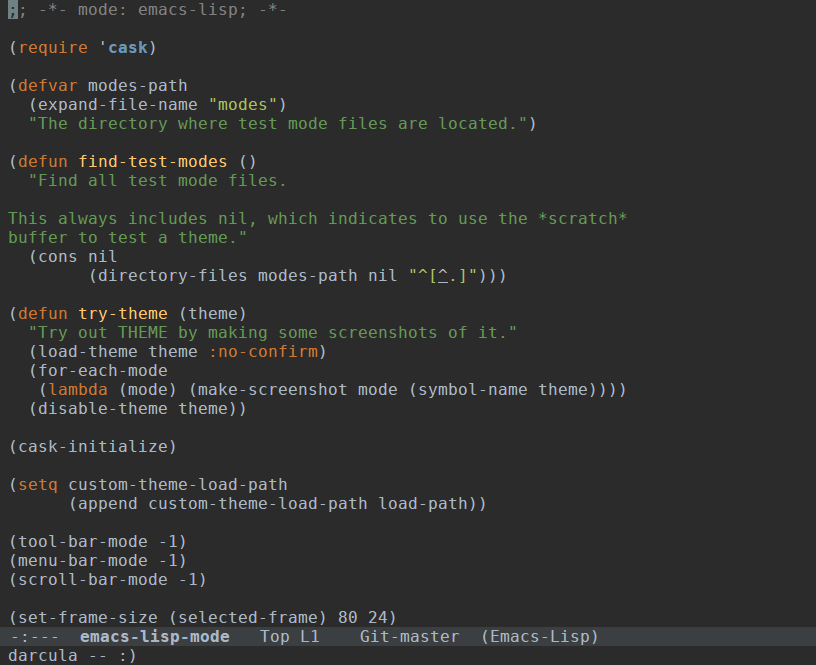 ;; -*- mode: emacs-lisp; -*-
(require 'cask)
(defvar modes-path
  (expand-file-name "modes")
  "The directory where test mode files are located.")
(defun find-test-modes ()
  "Find all test mode files.
This always includes nil, which indicates to use the *scratch*
buffer to test a theme."
  (cons nil
        (directory-files modes-path nil "^[^.]")))
(defun try-theme (theme)
  "Try out THEME by making some screenshots of it."
  (load-theme theme :no-confirm)
  (for-each-mode
   (lambda (mode) (make-screenshot mode (symbol-name theme))))
  (disable-theme theme))
(cask-initialize)
(setq custom-theme-load-path
      (append custom-theme-load-path load-path))
(tool-bar-mode -1)
(menu-bar-mode -1)
(scroll-bar-mode -1)
(set-frame-size (selected-frame) 80 24)
-:---  emacs-lisp-mode   Top L1    Git-master  (Emacs-Lisp)
darcula -- :)